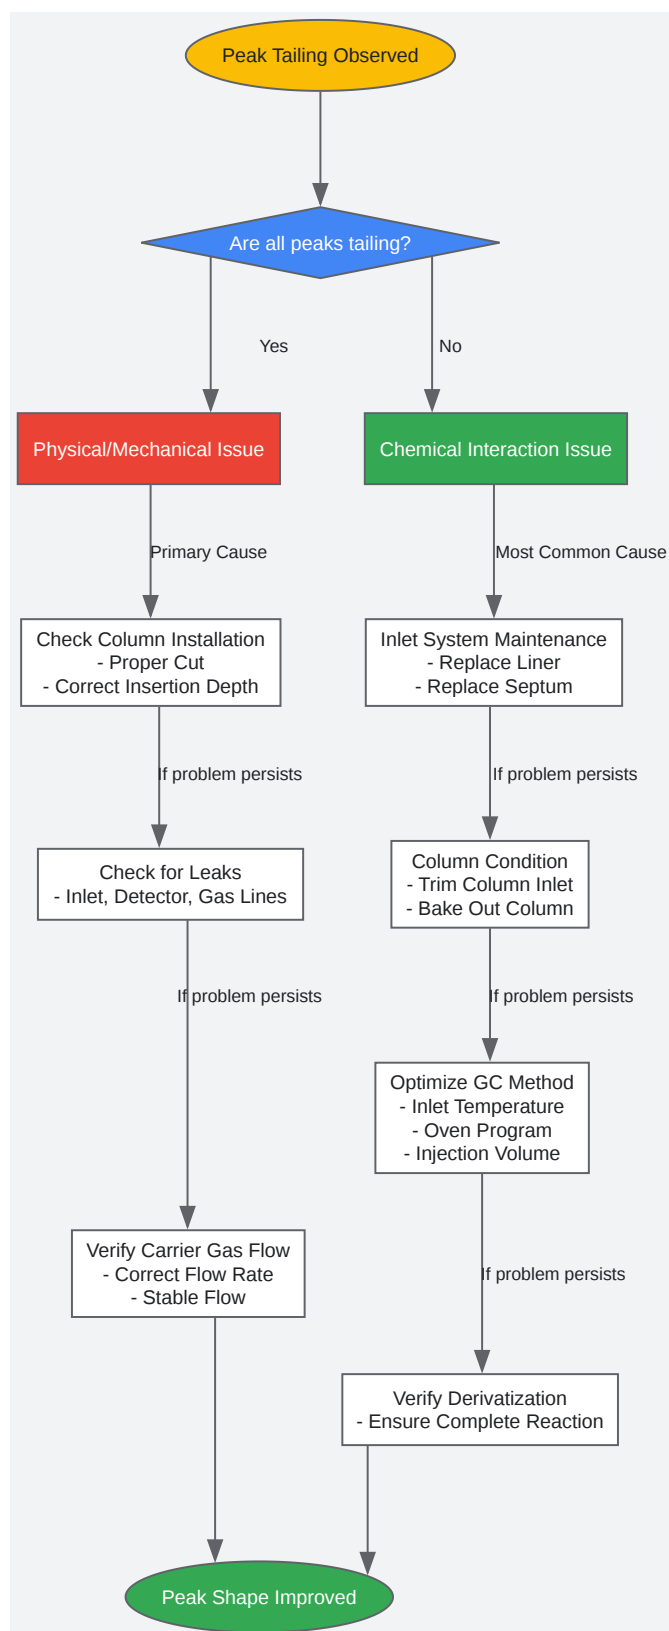 Peak Tailing Observed
Are all peaks tailing?
Yes
No
Physical/Mechanical Issue
Chemical Interaction Issue
Primary Cause
Most Common Cause
Check Column Installation
- Proper Cut
- Correct Insertion Depth
Inlet System Maintenance
- Replace Liner
- Replace Septum
If problem persists
If problem persists
Check for Leaks
- Inlet, Detector, Gas Lines
Column Condition
- Trim Column Inlet
- Bake Out Column
If problem persists
If problem persists
Optimize GC Method
- Inlet Temperature
- Oven Program
- Injection Volume
Verify Carrier Gas Flow
- Correct Flow Rate
- Stable Flow
If problem persists
Verify Derivatization
- Ensure Complete Reaction
Peak Shape Improved